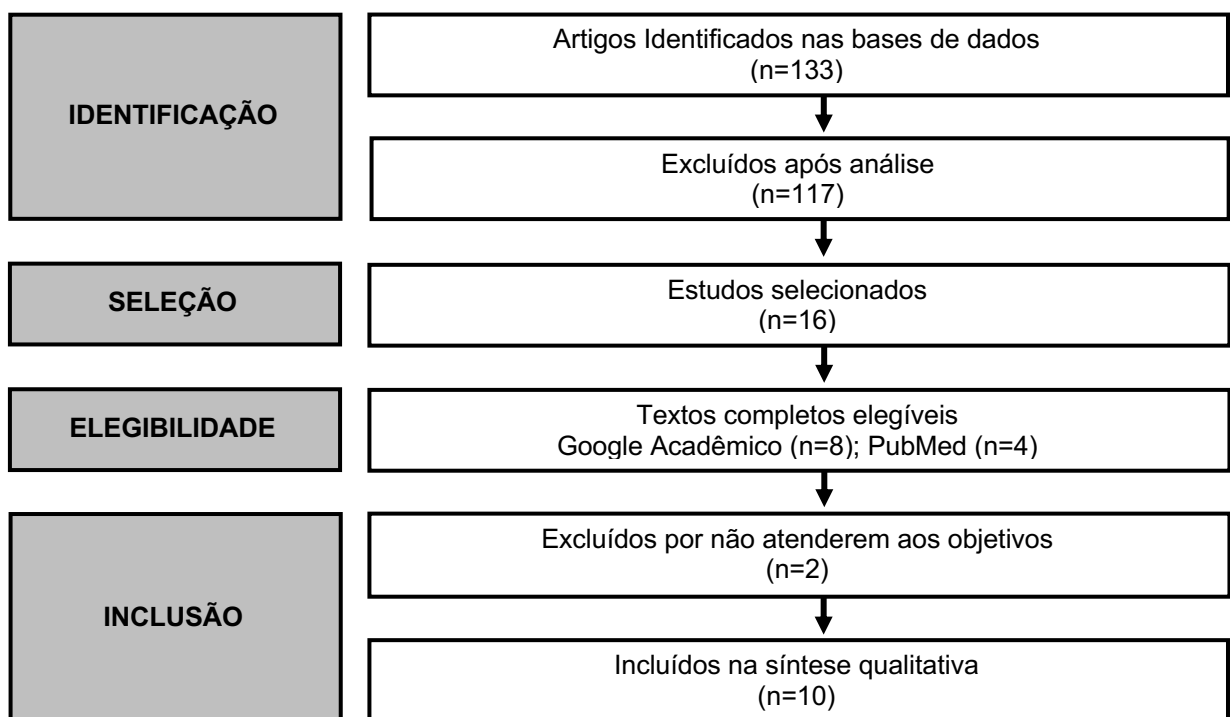 IDENTIFICAÇÃO
Artigos Identificados nas bases de dados
(n=133)
Excluídos após análise
(n=117)
SELEÇÃO
Estudos selecionados
(n=16)
ELEGIBILIDADE
Textos completos elegíveis
Google Acadêmico (n=8); PubMed (n=4)
INCLUSÃO
Excluídos por não atenderem aos objetivos
(n=2)
Incluídos na síntese qualitativa
(n=10)